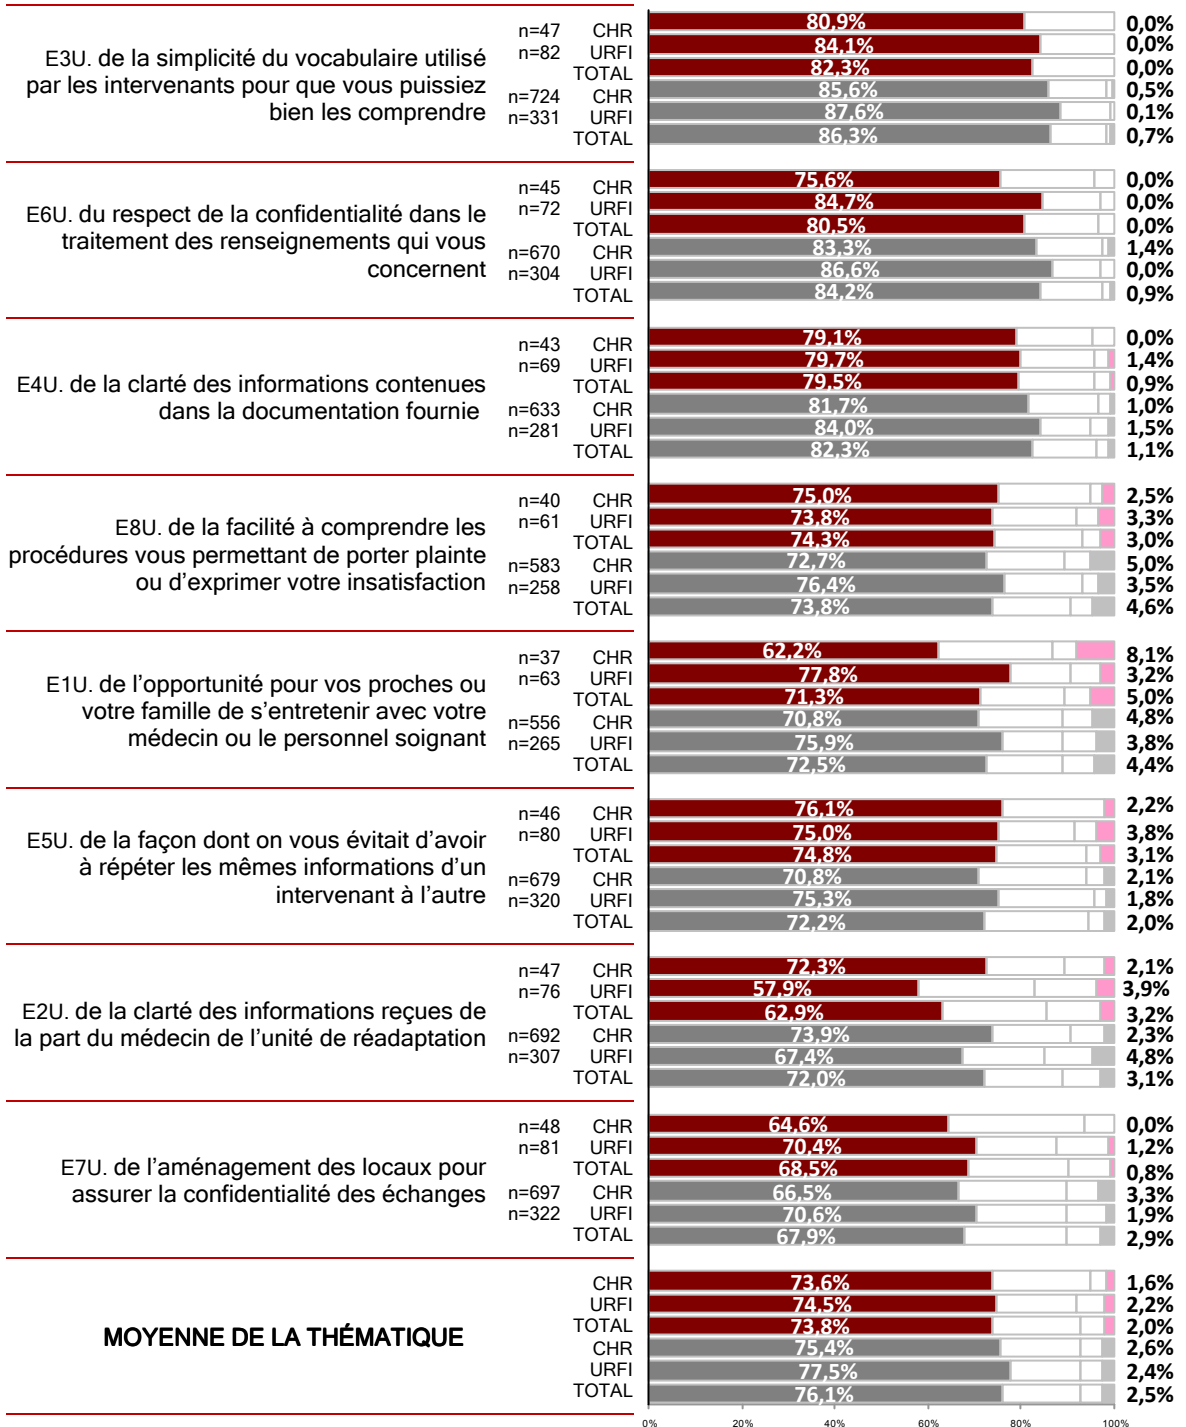 n=47 CHR 80,9% 0,0%
n=82 URFI 84,1% 0,0%
TOTAL 82,3% 0,0%
n=724 CHR 85,6% 0,5%
n=331 URFI 87,6% 0,1%
TOTAL 86,3% 0,7%
E3U. de la simplicité du vocabulaire utilisé
par les intervenants pour que vous puissiez
bien les comprendre
n=45 CHR 75,6% 0,0%
n=72 URFI 84,7% 0,0%
TOTAL 80,5% 0,0%
n=670 CHR 83,3% 1,4%
n=304 URFI 86,6% 0,0%
TOTAL 84,2% 0,9%
E6U. du respect de la confidentialité dans le
traitement des renseignements qui vous
concernent
n=43 CHR 79,1% 0,0%
n=69 URFI 79,7% 1,4%
TOTAL 79,5% 0,9%
n=633 CHR 81,7% 1,0%
n=281 URFI 84,0% 1,5%
TOTAL 82,3% 1,1%
E4U. de la clarté des informations contenues
dans la documentation fournie
n=40 CHR 75,0% 2,5%
n=61 URFI 73,8% 3,3%
TOTAL 74,3% 3,0%
n=583 CHR 72,7% 5,0%
n=258 URFI 76,4% 3,5%
TOTAL 73,8% 4,6%
E8U. de la facilité à comprendre les
procédures vous permettant de porter plainte
ou d'exprimer votre insatisfaction
n=37 CHR 62,2% 8,1%
n=63 URFI 77,8% 3,2%
TOTAL 71,3% 5,0%
n=556 CHR 70,8% 4,8%
n=265 URFI 75,9% 3,8%
TOTAL 72,5% 4,4%
E1U. de l'opportunité pour vos proches ou
votre famille de s'entretenir avec votre
médecin ou le personnel soignant
n=46 CHR 76,1% 2,2%
n=80 URFI 75,0% 3,8%
TOTAL 74,8% 3,1%
n=679 CHR 70,8% 2,1%
n=320 URFI 75,3% 1,8%
TOTAL 72,2% 2,0%
E5U. de la façon dont on vous évitait d'avoir
à répéter les mêmes informations d'un
intervenant à l'autre
n=47 CHR 72,3% 2,1%
n=76 URFI 57,9% 3,9%
TOTAL 62,9% 3,2%
n=692 CHR 73,9% 2,3%
n=307 URFI 67,4% 4,8%
TOTAL 72,0% 3,1%
E2U. de la clarté des informations reçues de
la part du médecin de l'unité de réadaptation
n=48 CHR 64,6% 0,0%
n=81 URFI 70,4% 1,2%
TOTAL 68,5% 0,8%
n=697 CHR 66,5% 3,3%
n=322 URFI 70,6% 1,9%
TOTAL 67,9% 2,9%
E7U. de l'aménagement des locaux pour
assurer la confidentialité des échanges
CHR 73,6% 1,6%
URFI 74,5% 2,2%
TOTAL 73,8% 2,0%
CHR 75,4% 2,6%
URFI 77,5% 2,4%
TOTAL 76,1% 2,5%
MOYENNE DE LA THÉMATIQUE
0% 20% 40% 60% 80% 100%